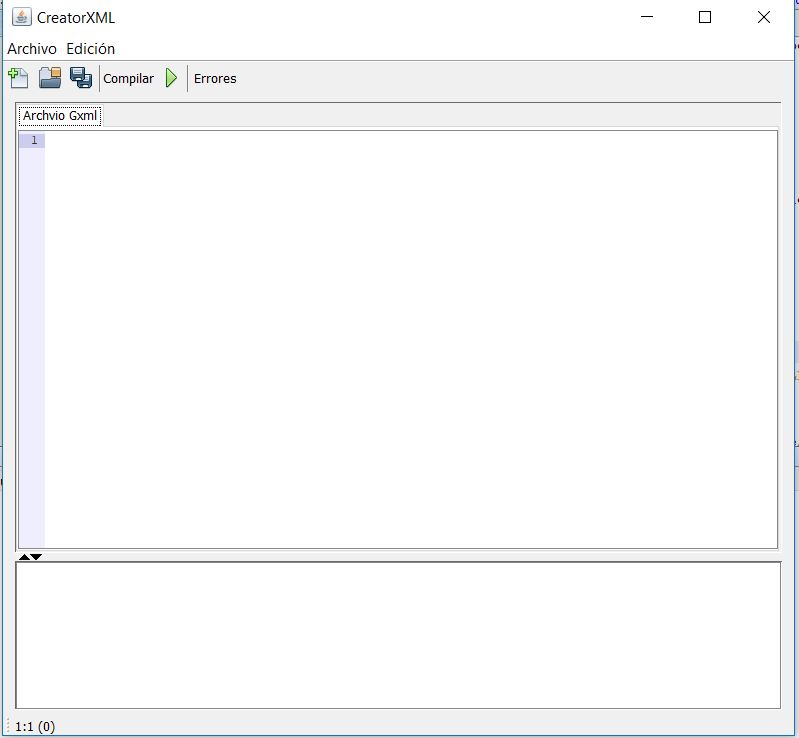 CreatorXML
Archivo Edición
Compilar Errores
Archvio Gxml
1
1:1 (0)